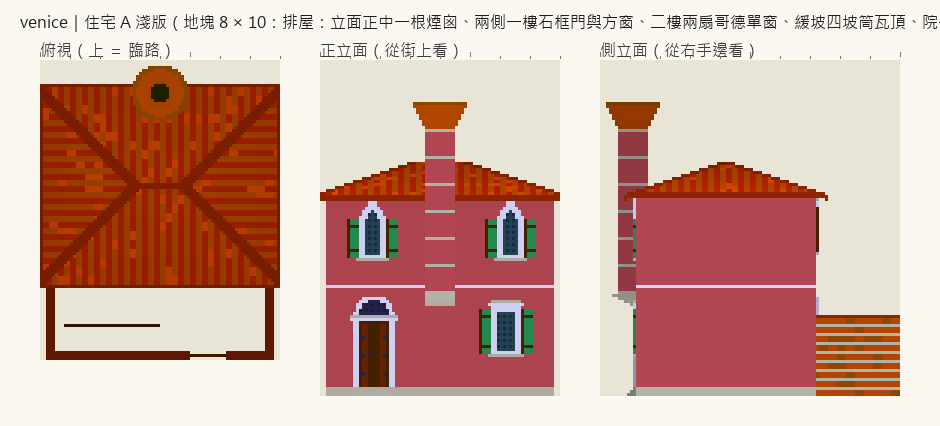 venice｜住宅 A 淺版（地塊 8 × 10：排屋：立面正中一根煙囪、兩側一樓石框門與方窗、二樓兩扇哥德單窗、緩坡四坡筒瓦頂、院
俯視（上 = 臨路）
正立面（從街上看）
側立面（從右手邊看）